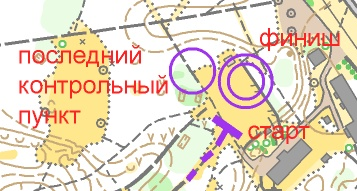 финиш
последний
контрольный
пункт
старт